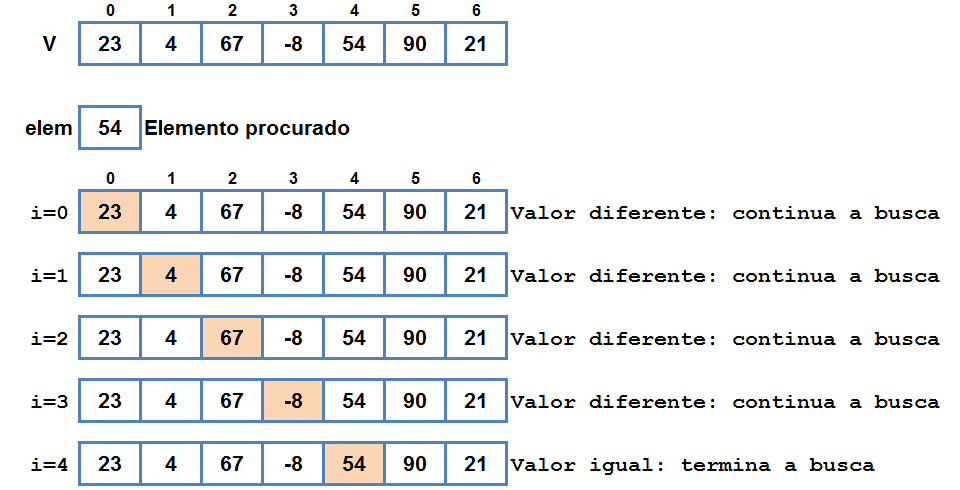 0 1 2 3 4 5 6
V 23 4 67 -8 54 90 21
elem 54 Elemento procurado
0 1 2 3 4 5 6
i=0 23 4 67 -8 54 90 21 Valor diferente: continua a busca
i=1 23 4 67 -8 54 90 21 Valor diferente: continua a busca
i=2 23 4 67 -8 54 90 21 Valor diferente: continua a busca
i=3 23 4 67 -8 54 90 21 Valor diferente: continua a busca
i=4 23 4 67 -8 54 90 21 Valor igual: termina a busca